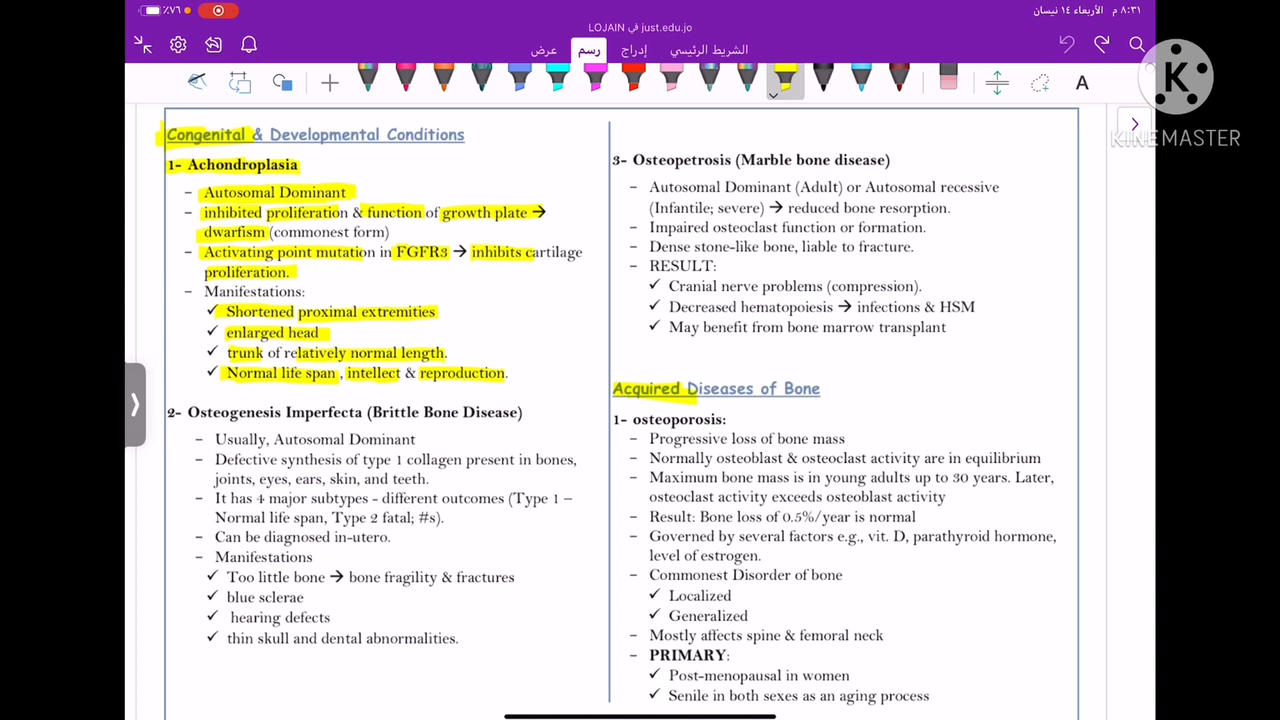 ٨:٣١ م الأربعاء ١٤ نيسان
٧٦٪
LOJAIN في just.edu.jo
الشريط الرئيسي إدراج رسم عرض
A
K
KINEMASTER
Congenital & Developmental Conditions
1- Achondroplasia
- Autosomal Dominant
- inhibited proliferation & function of growth plate →
dwarfism (commonest form)
- Activating point mutation in FGFR3 → inhibits cartilage
proliferation.
- Manifestations:
✓ Shortened proximal extremities
✓ enlarged head
✓ trunk of relatively normal length.
✓ Normal life span, intellect & reproduction.
2- Osteogenesis Imperfecta (Brittle Bone Disease)
- Usually, Autosomal Dominant
- Defective synthesis of type 1 collagen present in bones,
joints, eyes, ears, skin, and teeth.
- It has 4 major subtypes - different outcomes (Type 1 –
Normal life span, Type 2 fatal; #s).
- Can be diagnosed in-utero.
- Manifestations
✓ Too little bone → bone fragility & fractures
✓ blue sclerae
✓ hearing defects
✓ thin skull and dental abnormalities.
3- Osteopetrosis (Marble bone disease)
- Autosomal Dominant (Adult) or Autosomal recessive
(Infantile; severe) → reduced bone resorption.
- Impaired osteoclast function or formation.
- Dense stone-like bone, liable to fracture.
- RESULT:
✓ Cranial nerve problems (compression).
✓ Decreased hematopoiesis → infections & HSM
✓ May benefit from bone marrow transplant
Acquired Diseases of Bone
1- osteoporosis:
- Progressive loss of bone mass
- Normally osteoblast & osteoclast activity are in equilibrium
- Maximum bone mass is in young adults up to 30 years. Later,
osteoclast activity exceeds osteoblast activity
- Result: Bone loss of 0.5%/year is normal
- Governed by several factors e.g., vit. D, parathyroid hormone,
level of estrogen.
- Commonest Disorder of bone
✓ Localized
✓ Generalized
- Mostly affects spine & femoral neck
- PRIMARY:
✓ Post-menopausal in women
✓ Senile in both sexes as an aging process